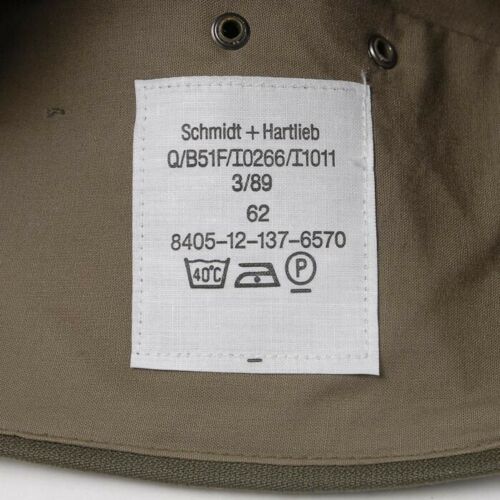 Schmidt + Hartlieb
Q/B51F/I0266/I1011
3/89
62
8405-12-137-6570
40°C P